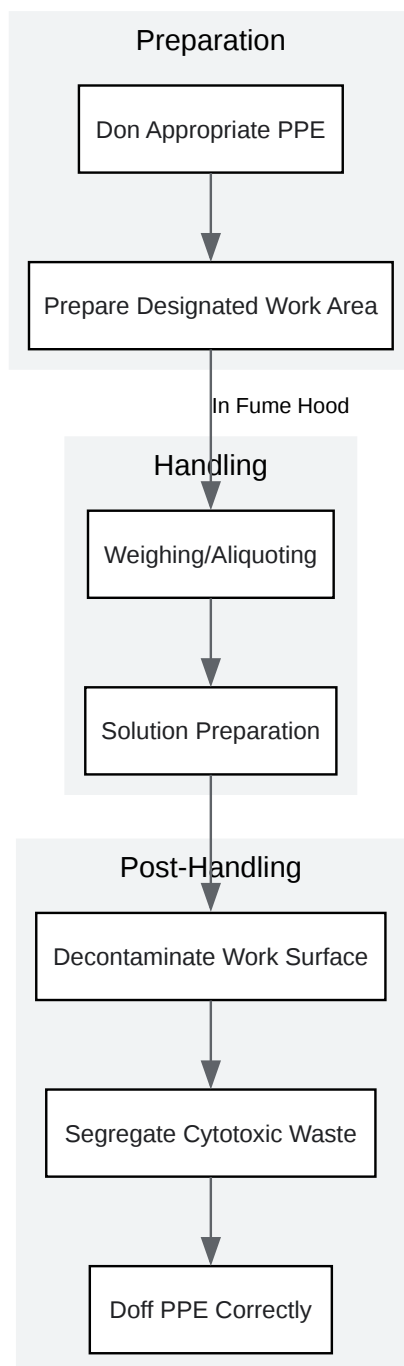 Preparation
Don Appropriate PPE
Prepare Designated Work Area
In Fume Hood
Handling
Weighing/Aliquoting
Solution Preparation
Post-Handling
Decontaminate Work Surface
Segregate Cytotoxic Waste
Doff PPE Correctly